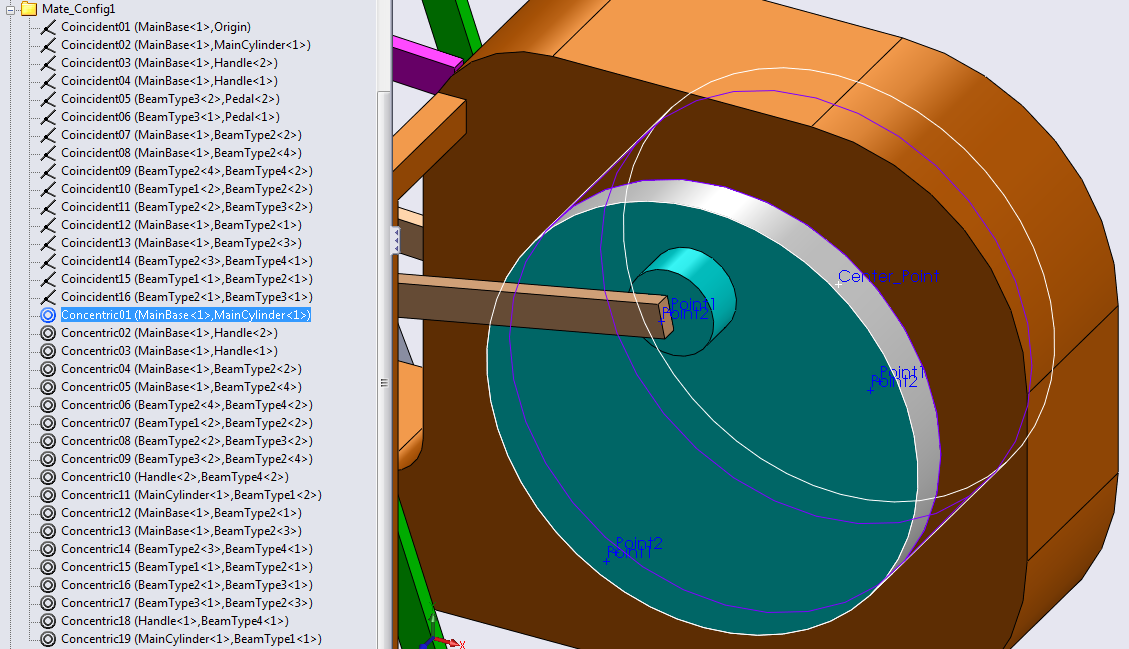 Mate_Config1
Coincident01 (MainBase<1>,Origin)
Coincident02 (MainBase<1>,MainCylinder<1>)
Coincident03 (MainBase<1>,Handle<2>)
Coincident04 (MainBase<1>,Handle<1>)
Coincident05 (BeamType3<2>,Pedal<2>)
Coincident06 (BeamType3<1>,Pedal<1>)
Coincident07 (MainBase<1>,BeamType2<2>)
Coincident08 (MainBase<1>,BeamType2<4>)
Coincident09 (BeamType2<4>,BeamType4<2>)
Coincident10 (BeamType1<2>,BeamType2<2>)
Coincident11 (BeamType2<2>,BeamType3<2>)
Coincident12 (MainBase<1>,BeamType2<1>)
Coincident13 (MainBase<1>,BeamType2<3>)
Coincident14 (BeamType2<3>,BeamType4<1>)
Coincident15 (BeamType1<1>,BeamType2<1>)
Coincident16 (BeamType2<1>,BeamType3<1>)
Concentric01 (MainBase<1>,MainCylinder<1>)
Concentric02 (MainBase<1>,Handle<2>)
Concentric03 (MainBase<1>,Handle<1>)
Concentric04 (MainBase<1>,BeamType2<2>)
Concentric05 (MainBase<1>,BeamType2<4>)
Concentric06 (BeamType2<4>,BeamType4<2>)
Concentric07 (BeamType1<2>,BeamType2<2>)
Concentric08 (BeamType2<2>,BeamType3<2>)
Concentric09 (BeamType3<2>,BeamType2<4>)
Concentric10 (Handle<2>,BeamType4<2>)
Concentric11 (MainCylinder<1>,BeamType1<2>)
Concentric12 (MainBase<1>,BeamType2<1>)
Concentric13 (MainBase<1>,BeamType2<3>)
Concentric14 (BeamType2<3>,BeamType4<1>)
Concentric15 (BeamType1<1>,BeamType2<1>)
Concentric16 (BeamType2<1>,BeamType3<1>)
Concentric17 (BeamType3<1>,BeamType2<3>)
Concentric18 (Handle<1>,BeamType4<1>)
Concentric19 (MainCylinder<1>,BeamType1<1>)
Center_Point
Point1
Point2
Point1
Point2
Point2
Point1
X